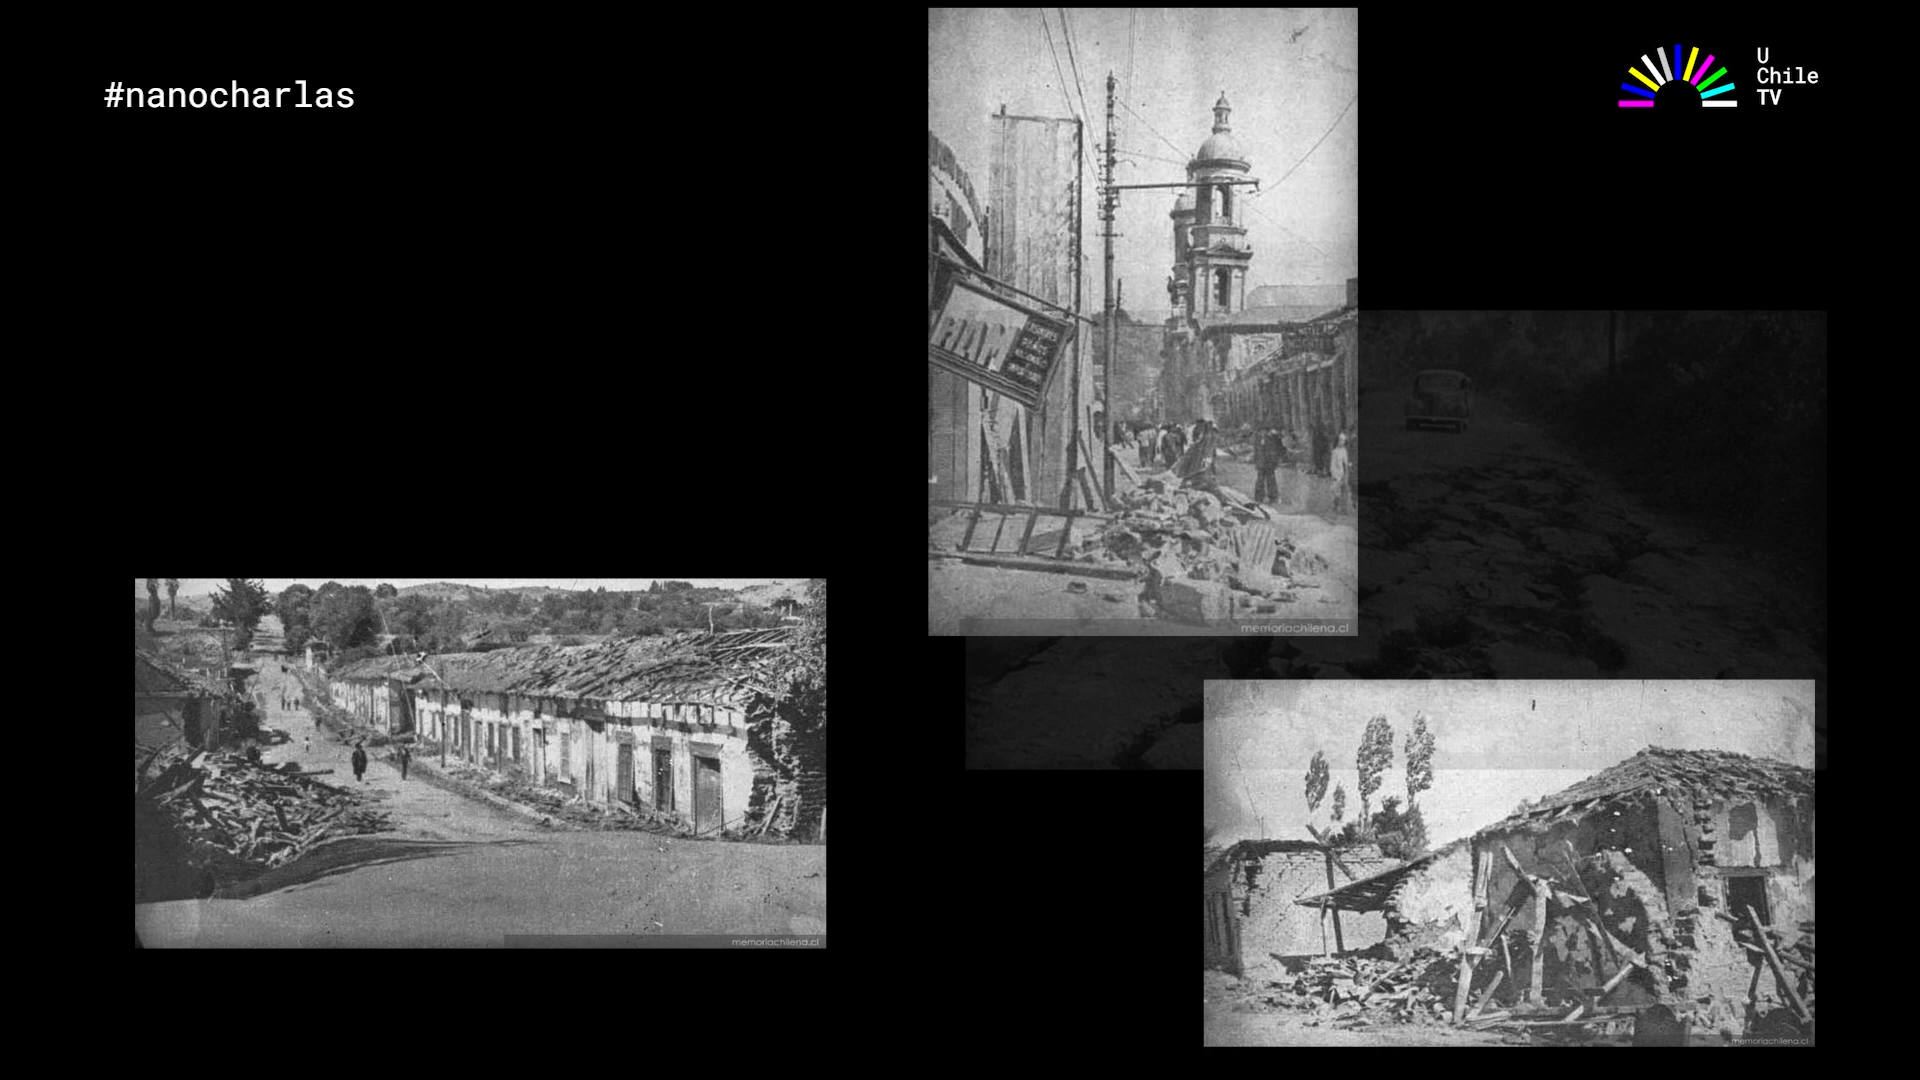 #nanocharlas
U
Chile
TV
memoriachilena.cl
memoriachilena.cl
memoriachilena.cl